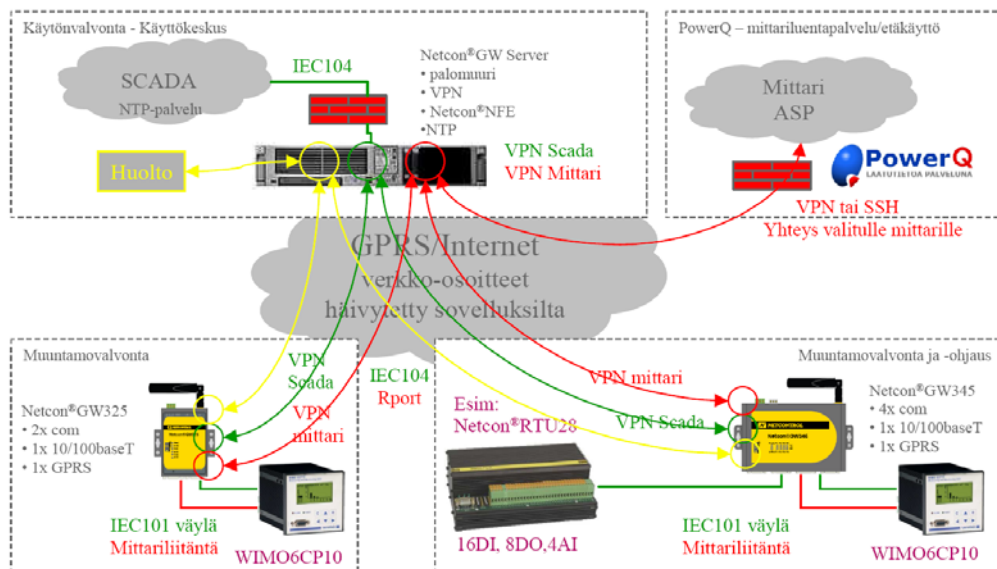 Käytönvalvonta - Käyttökeskus
SCADA
NTP-palvelu
IEC104
Netcon®GW Server
• palomuuri
• VPN
• Netcon®NFE
•NTP
Huolto
VPN Scada
VPN Mittari
PowerQ – mittariluentapalvelu/etäkäyttö
Mittari
ASP
PowerQ
LAATUTIETOA PALVELUNA
VPN tai SSH
Yhteys valitulle mittarille
GPRS/Internet
verkko-osoitteet
häivytetty sovelluksilta
Muuntamovalvonta
Netcon®GW325
• 2x com
• 1x 10/100baseT
• 1x GPRS
VPN
Scada
VPN
mittari
IEC104
Rport
IEC101 väylä
Mittariliitäntä
WIMO6CP10
Muuntamovalvonta ja -ohjaus
VPN mittari
VPN Scada
Esim:
Netcon®RTU28
16DI, 8DO,4AI
NETCONTROL
Netcon®GW345
• 4x com
• 1x 10/100baseT
• 1x GPRS
IEC101 väylä
Mittariliitäntä
WIMO6CP10